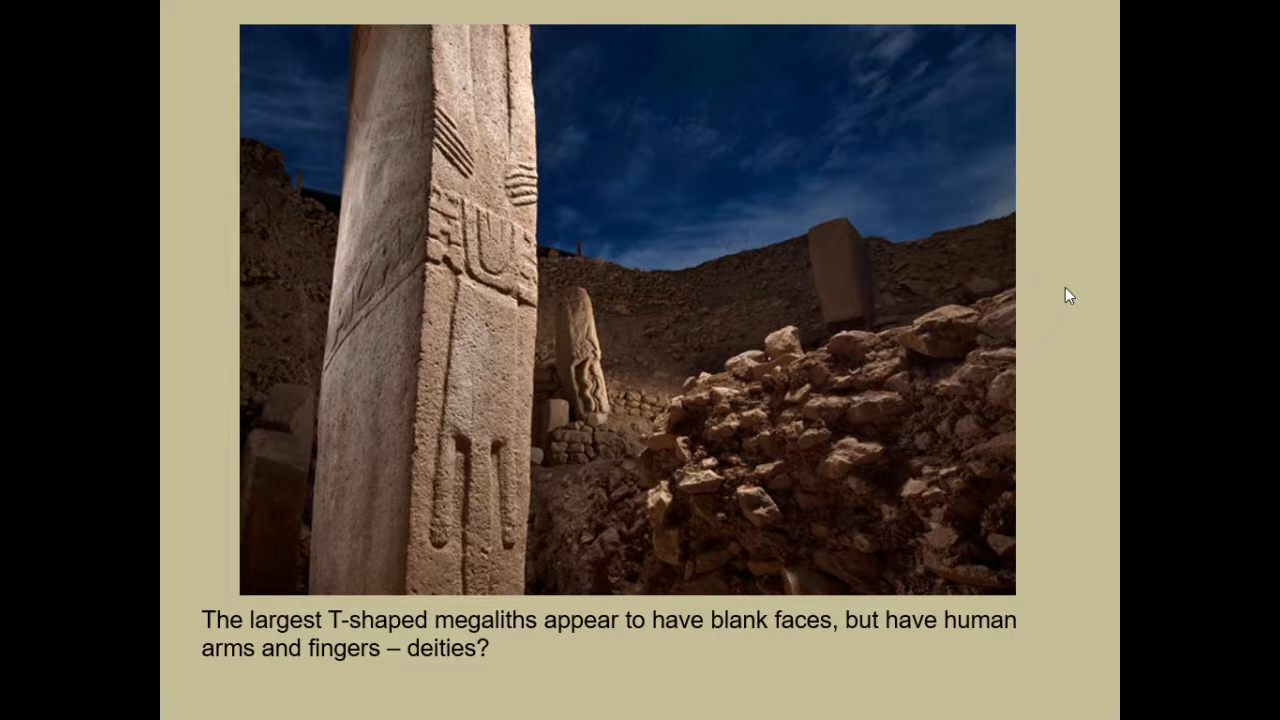 The largest T-shaped megaliths appear to have blank faces, but have human
arms and fingers – deities?